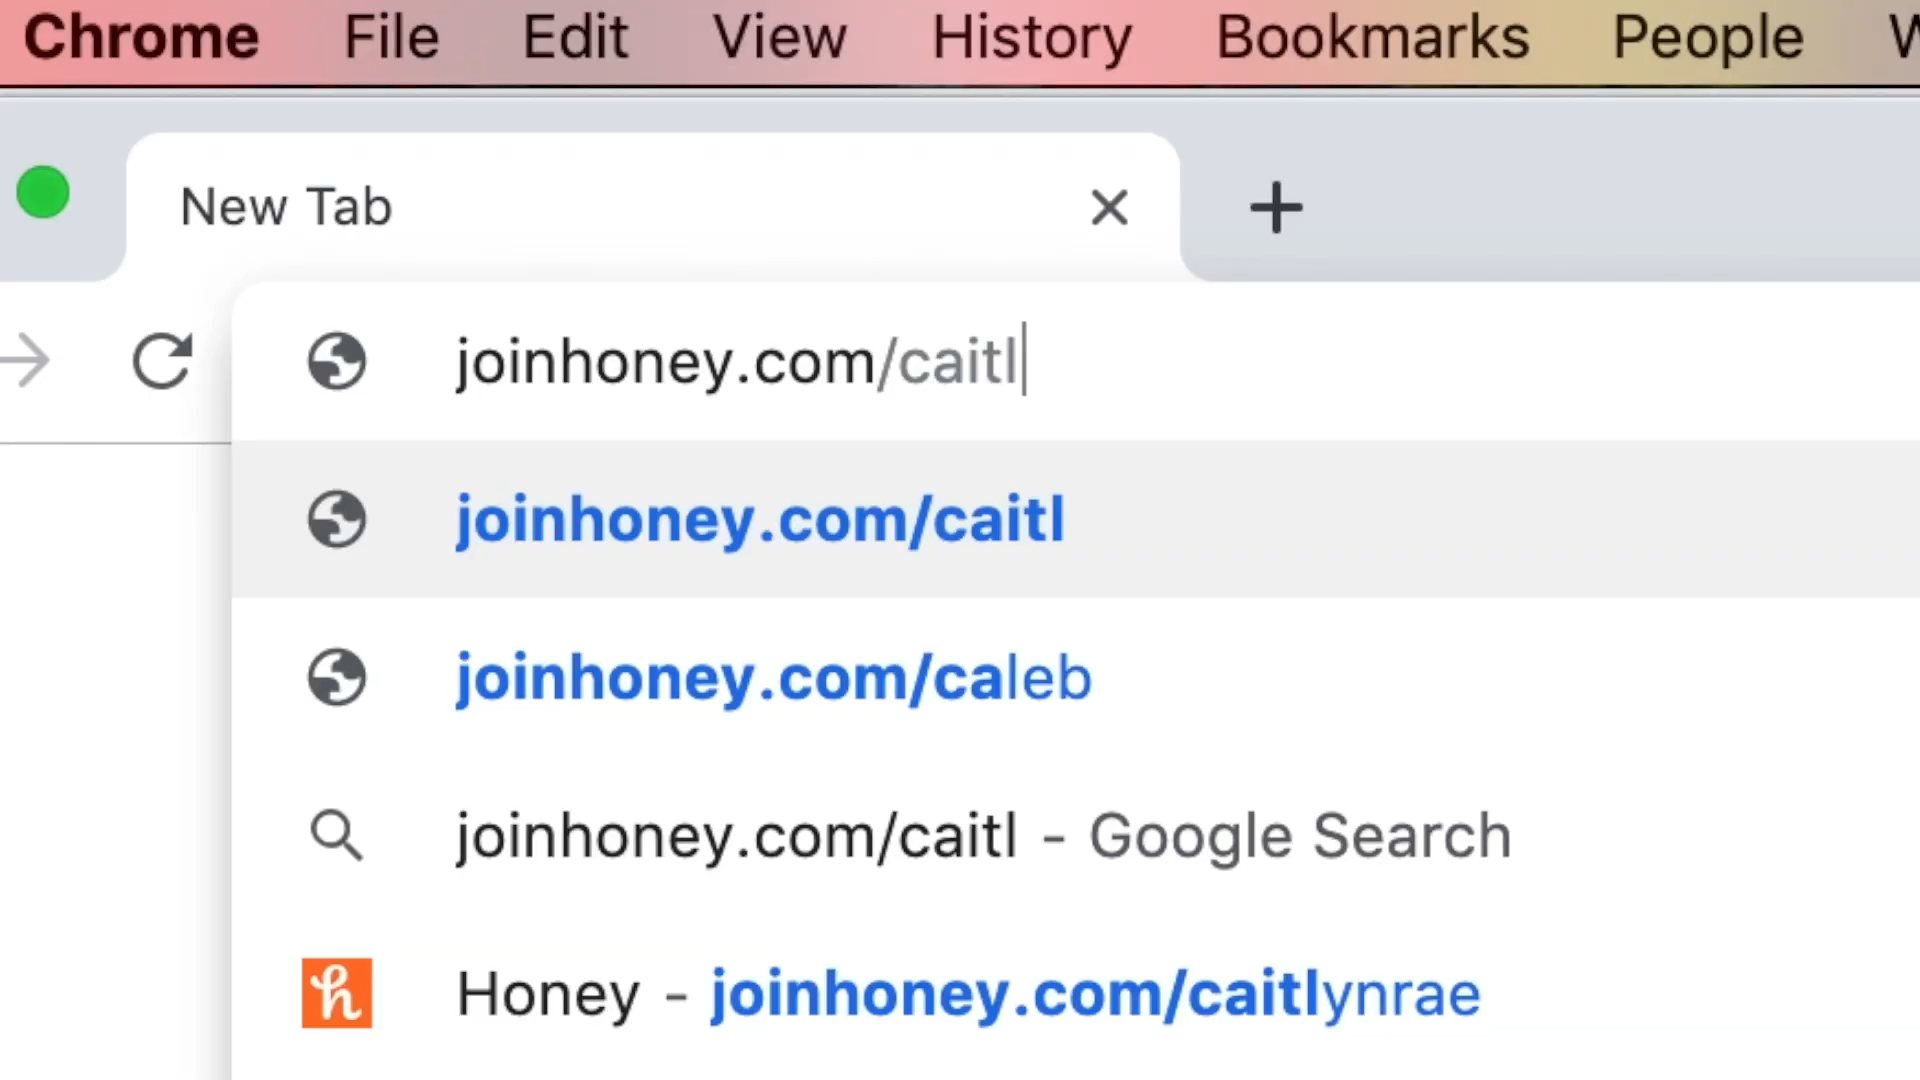 Chrome File Edit View History Bookmarks People
New Tab
joinhoney.com/caitl
joinhoney.com/caitl
joinhoney.com/caleb
joinhoney.com/caitl - Google Search
h Honey - joinhoney.com/caitlynrae